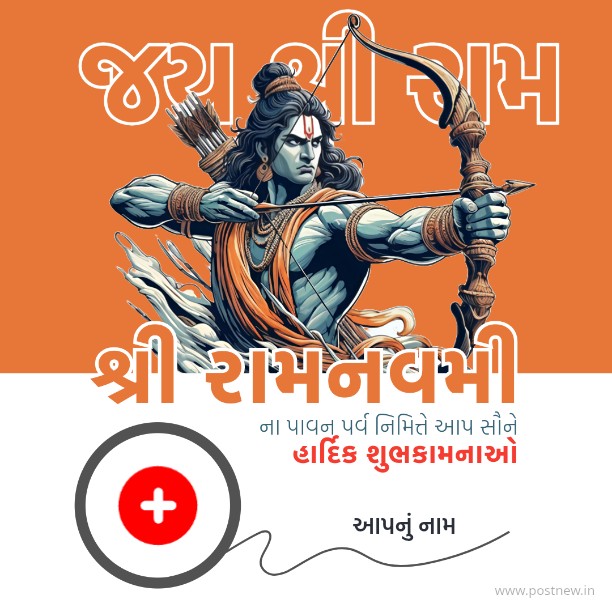 જય શ્રી રામ
શ્રી રામનવમી
ના પાવન પર્વ નિમિત્તે આપ સૌને
હાર્દિક શુભકામનાઓ
આપનું નામ
www.postnew.in